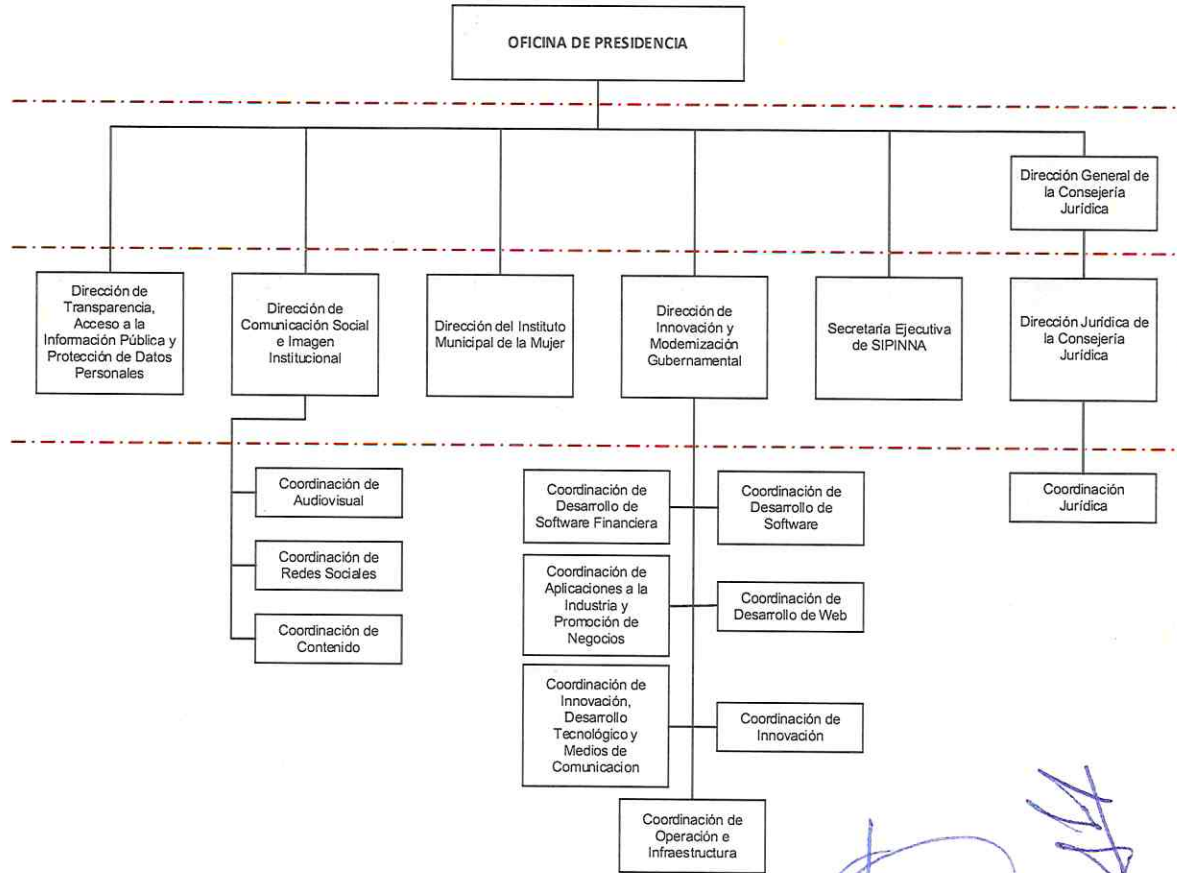 OFICINA DE PRESIDENCIA
Dirección General de
la Consejería
Jurídica
Dirección de
Transparencia,
Acceso a la
Información Pública y
Protección de Datos
Personales
Dirección de
Comunicación Social
e Imagen
Institucional
Dirección del Instituto
Municipal de la Mujer
Dirección de
Innovación y
Modernización
Gubernamental
Secretaría Ejecutiva
de SIPINNA
Dirección Jurídica de
la Consejería
Jurídica
Coordinación de
Audiovisual
Coordinación de
Redes Sociales
Coordinación de
Contenido
Coordinación de
Desarrollo de
Software Financiera
Coordinación de
Desarrollo de
Software
Coordinación de
Aplicaciones a la
Industria y
Promoción de
Negocios
Coordinación de
Desarrollo de Web
Coordinación de
Innovación,
Desarrollo
Tecnológico y
Medios de
Comunicacion
Coordinación de
Innovación
Coordinación de
Operación e
Infraestructura
Coordinación
Jurídica